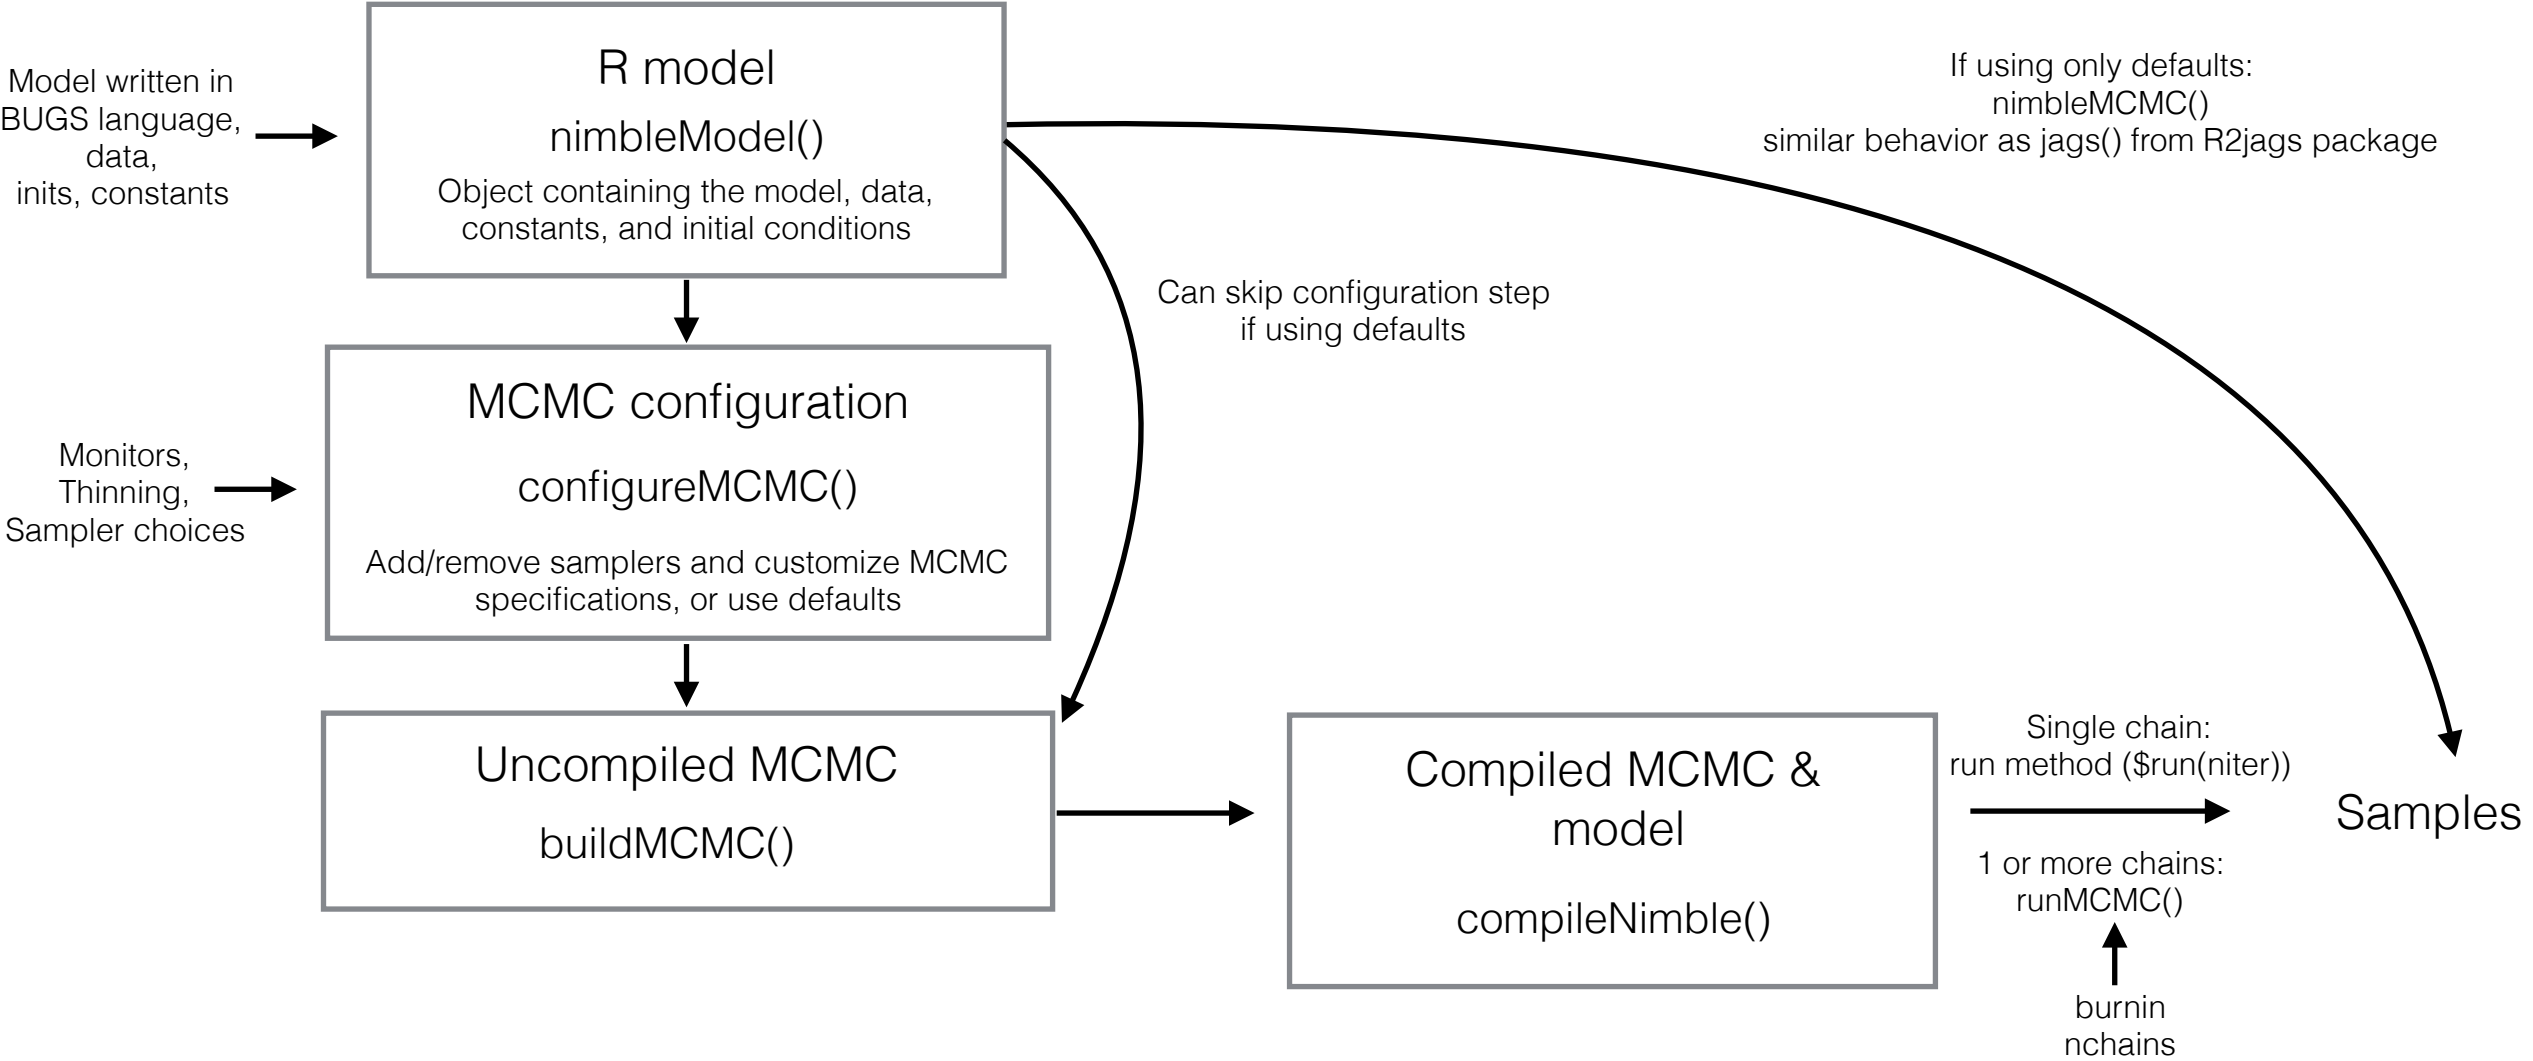 Model written in
BUGS language,
data,
inits, constants
R model
nimbleModel()
Object containing the model, data,
constants, and initial conditions
If using only defaults:
nimbleMCMC()
similar behavior as jags() from R2jags package
Can skip configuration step
if using defaults
Monitors,
Thinning,
Sampler choices
MCMC configuration
configureMCMC()
Add/remove samplers and customize MCMC
specifications, or use defaults
Uncompiled MCMC
buildMCMC()
Compiled MCMC &
model
compileNimble()
Single chain:
run method ($run(niter))
1 or more chains:
runMCMC()
burnin
nchains
Samples